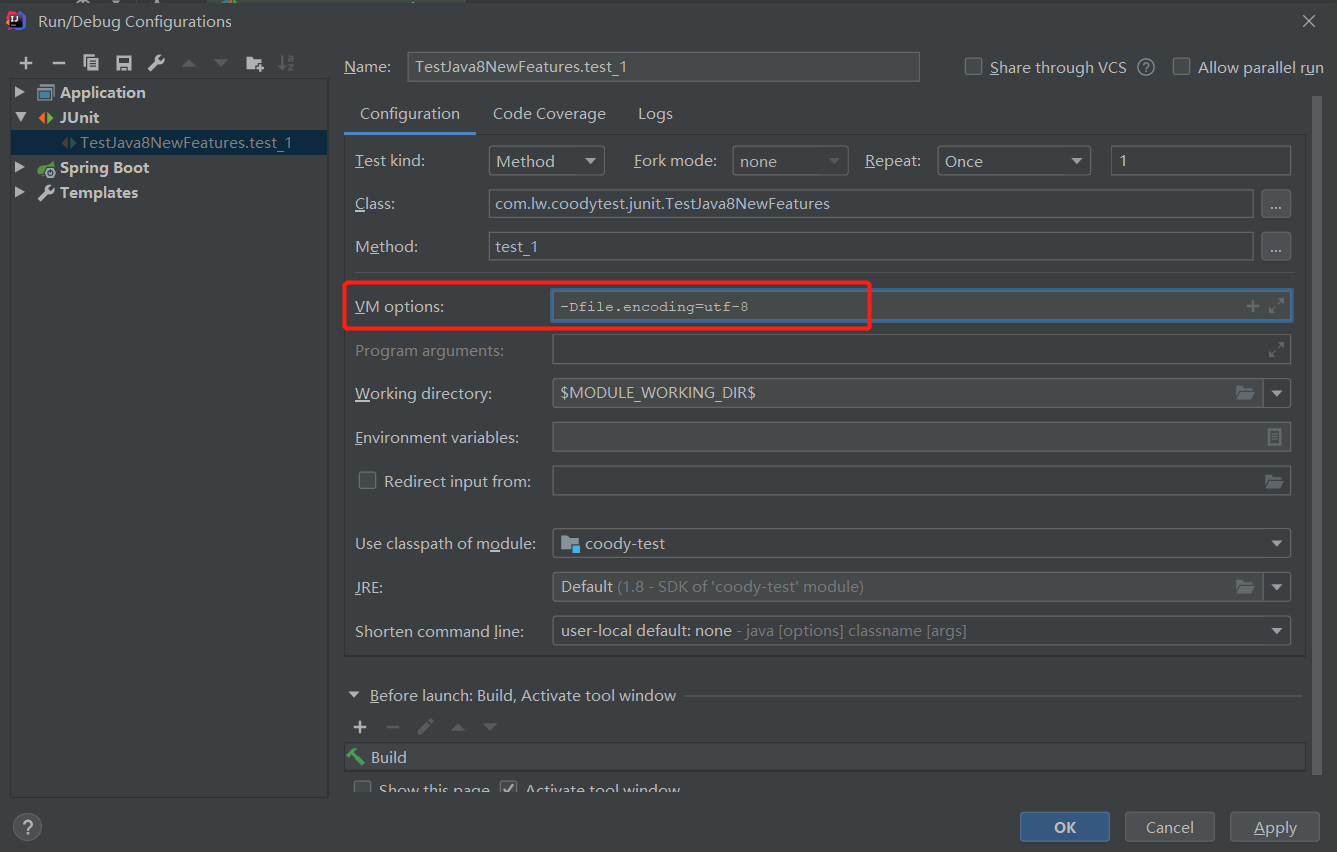 Run/Debug Configurations
Name: TestJava8NewFeatures.test_1 Share through VCS ? Allow parallel run
Application
JUnit
TestJava8NewFeatures.test_1
Spring Boot
Templates
Configuration Code Coverage Logs
Test kind: Method Fork mode: none Repeat: Once 1
Class: com.lw.coodytest.junit.TestJava8NewFeatures ...
Method: test_1 ...
VM options: -Dfile.encoding=utf-8
Program arguments:
Working directory: $MODULE_WORKING_DIR$
Environment variables:
Redirect input from:
Use classpath of module: coody-test
JRE: Default (1.8 - SDK of 'coody-test' module)
Shorten command line: user-local default: none - java [options] classname [args]
Before launch: Build, Activate tool window
Build
Show this page Activate tool window
? OK Cancel Apply